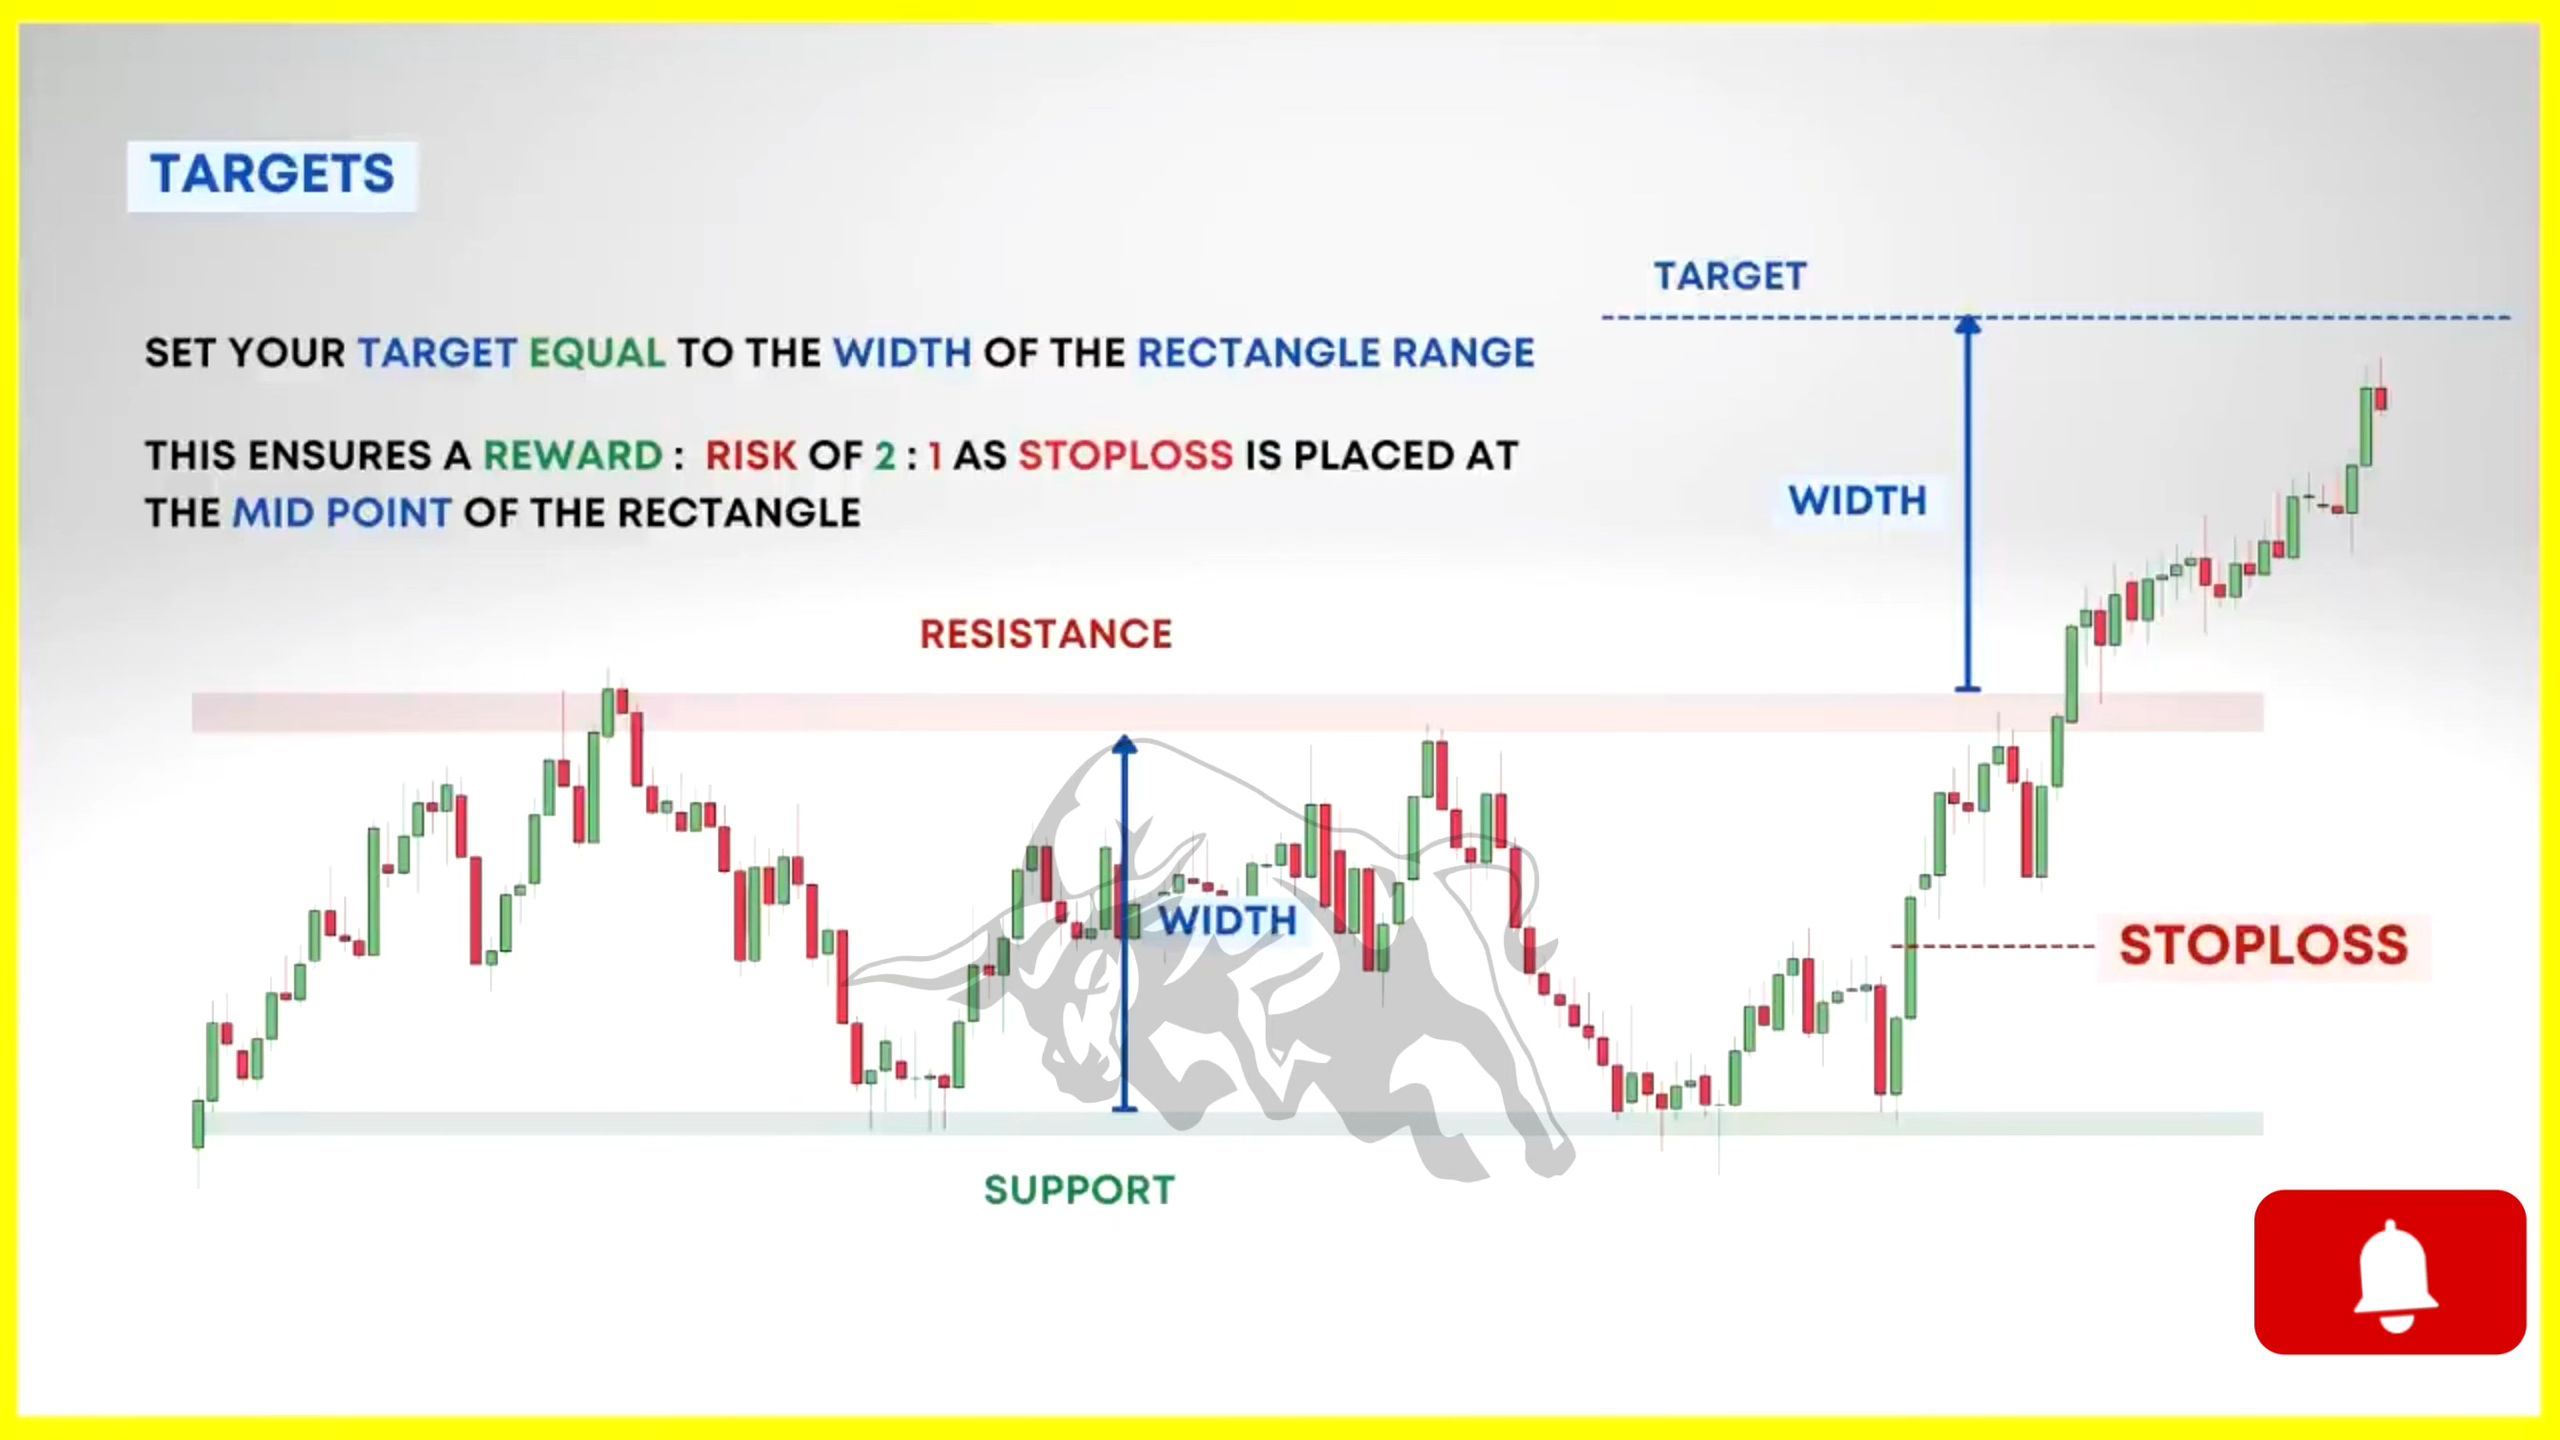 TARGETS
TARGET
SET YOUR TARGET EQUAL TO THE WIDTH OF THE RECTANGLE RANGE
THIS ENSURES A REWARD : RISK OF 2 : 1 AS STOPLOSS IS PLACED AT
THE MID POINT OF THE RECTANGLE
WIDTH
RESISTANCE
WIDTH
STOPLOSS
SUPPORT